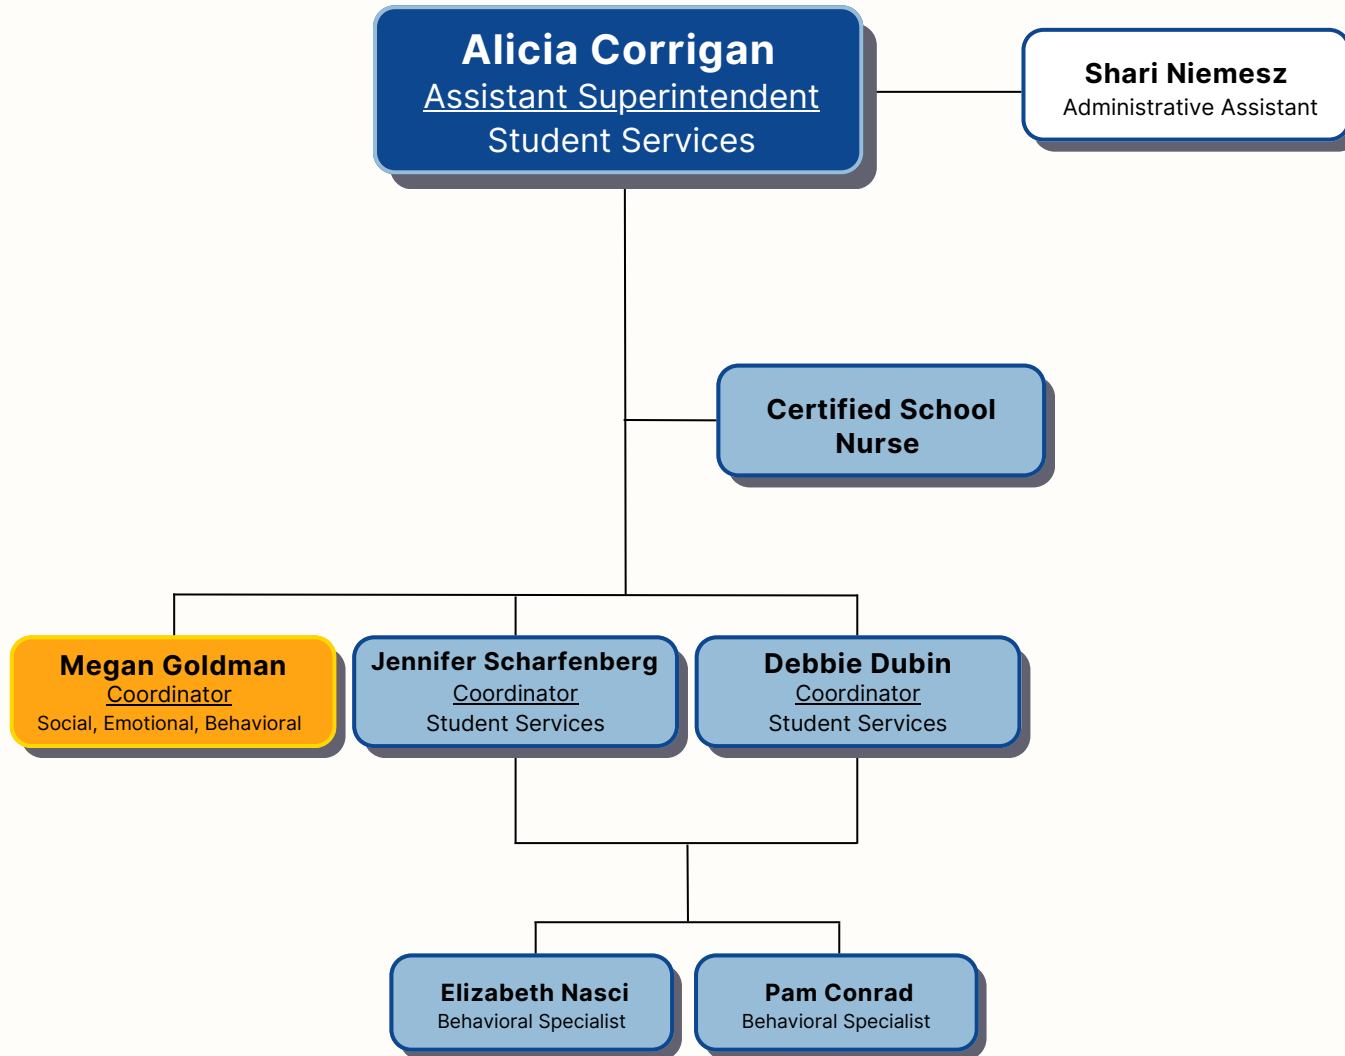 Alicia Corrigan
Assistant Superintendent
Student Services
Shari Niemesz
Administrative Assistant
Certified School
Nurse
Megan Goldman
Coordinator
Social, Emotional, Behavioral
Jennifer Scharfenberg
Coordinator
Student Services
Debbie Dubin
Coordinator
Student Services
Elizabeth Nasci
Behavioral Specialist
Pam Conrad
Behavioral Specialist